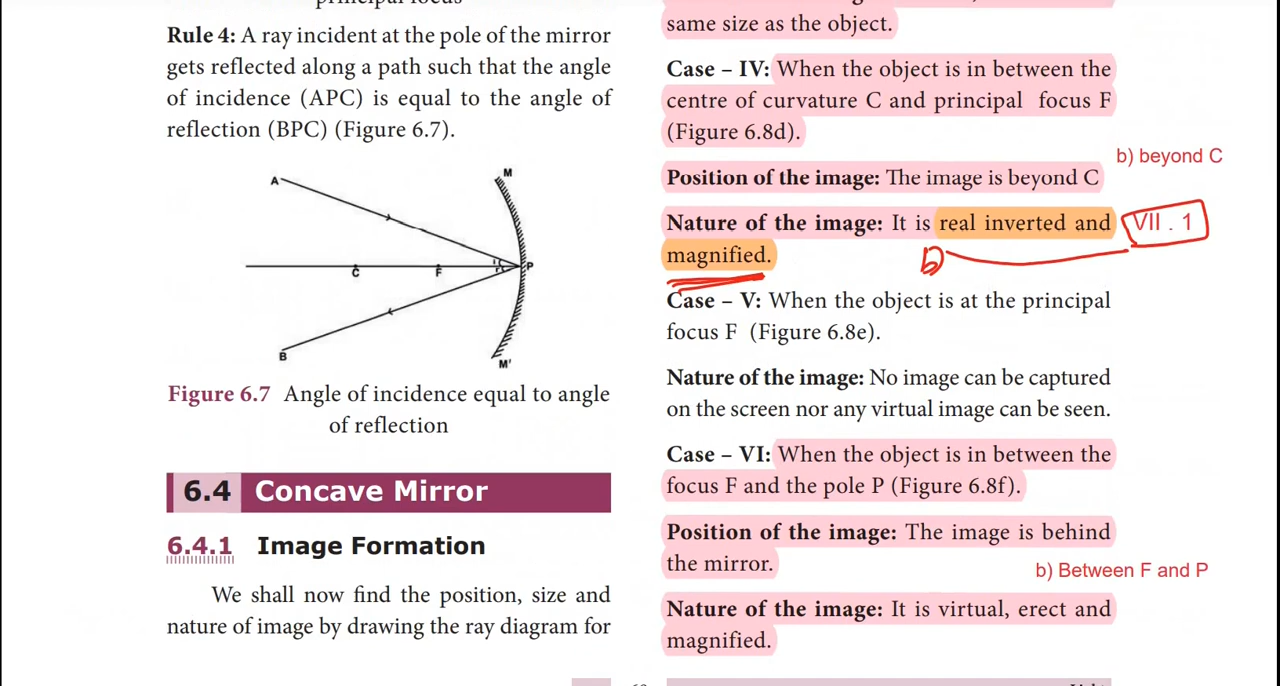 principal focus
Rule 4: A ray incident at the pole of the mirror
gets reflected along a path such that the angle
of incidence (APC) is equal to the angle of
reflection (BPC) (Figure 6.7).
A
M
C
F
i
r
P
B
M'
Figure 6.7 Angle of incidence equal to angle
of reflection
6.4 Concave Mirror
6.4.1 Image Formation
We shall now find the position, size and
nature of image by drawing the ray diagram for
same size as the object.
Case – IV: When the object is in between the
centre of curvature C and principal focus F
(Figure 6.8d).
b) beyond C
Position of the image: The image is beyond C
Nature of the image: It is real inverted and
VII . 1
magnified.
b
Case – V: When the object is at the principal
focus F (Figure 6.8e).
Nature of the image: No image can be captured
on the screen nor any virtual image can be seen.
Case – VI: When the object is in between the
focus F and the pole P (Figure 6.8f).
Position of the image: The image is behind
the mirror.
b) Between F and P
Nature of the image: It is virtual, erect and
magnified.